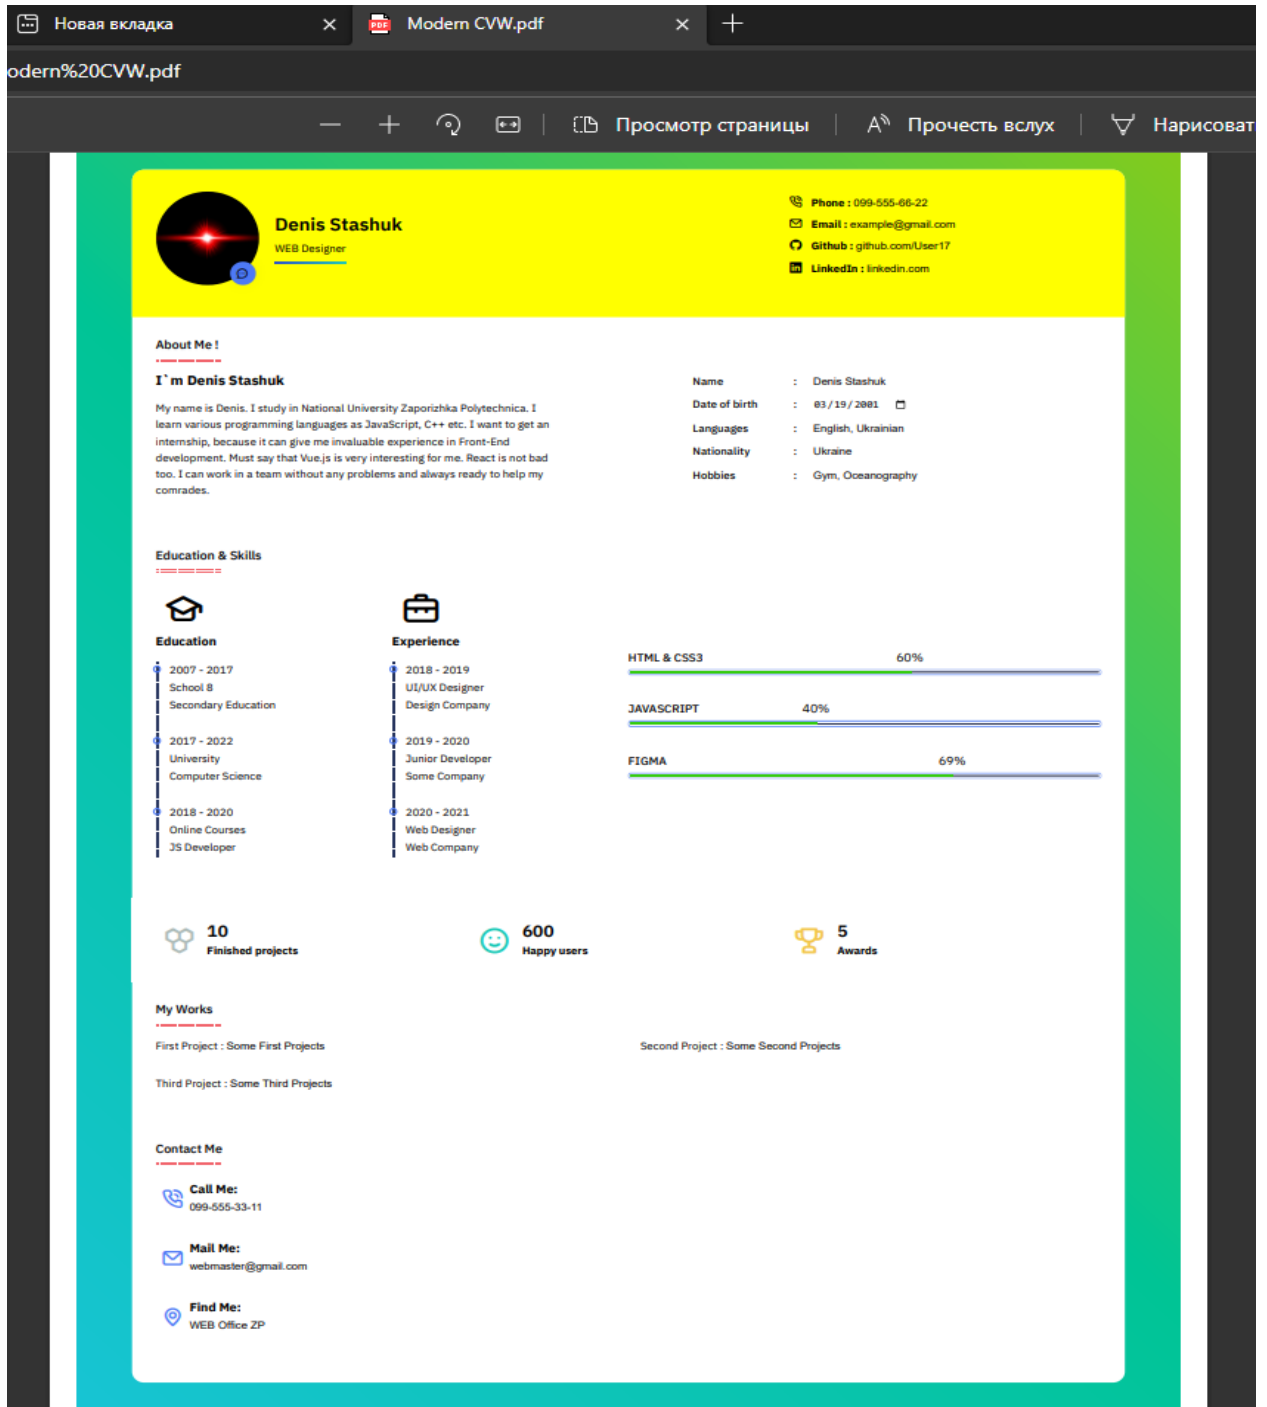 Новая вкладка
Modern CVW.pdf
odern%20CVW.pdf
Просмотр страницы
Прочесть вслух
Нарисоват
Denis Stashuk
WEB Designer
Phone : 099-555-66-22
Email : example@gmail.com
Github : github.com/User17
LinkedIn : linkedin.com
About Me !
I`m Denis Stashuk
My name is Denis. I study in National University Zaporizhka Polytechnica. I
learn various programming languages as JavaScript, C++ etc. I want to get an
internship, because it can give me invaluable experience in Front-End
development. Must say that Vue.js is very interesting for me. React is not bad
too. I can work in a team without any problems and always ready to help my
comrades.
Name : Denis Stashuk
Date of birth : 03/19/2001
Languages : English, Ukrainian
Nationality : Ukraine
Hobbies : Gym, Oceanography
Education & Skills
Education
2007 - 2017
School 8
Secondary Education
2017 - 2022
University
Computer Science
2018 - 2020
Online Courses
JS Developer
Experience
2018 - 2019
UI/UX Designer
Design Company
2019 - 2020
Junior Developer
Some Company
2020 - 2021
Web Designer
Web Company
HTML & CSS3 60%
JAVASCRIPT 40%
FIGMA 69%
10
Finished projects
600
Happy users
5
Awards
My Works
First Project : Some First Projects
Second Project : Some Second Projects
Third Project : Some Third Projects
Contact Me
Call Me:
099-555-33-11
Mail Me:
webmaster@gmail.com
Find Me:
WEB Office ZP